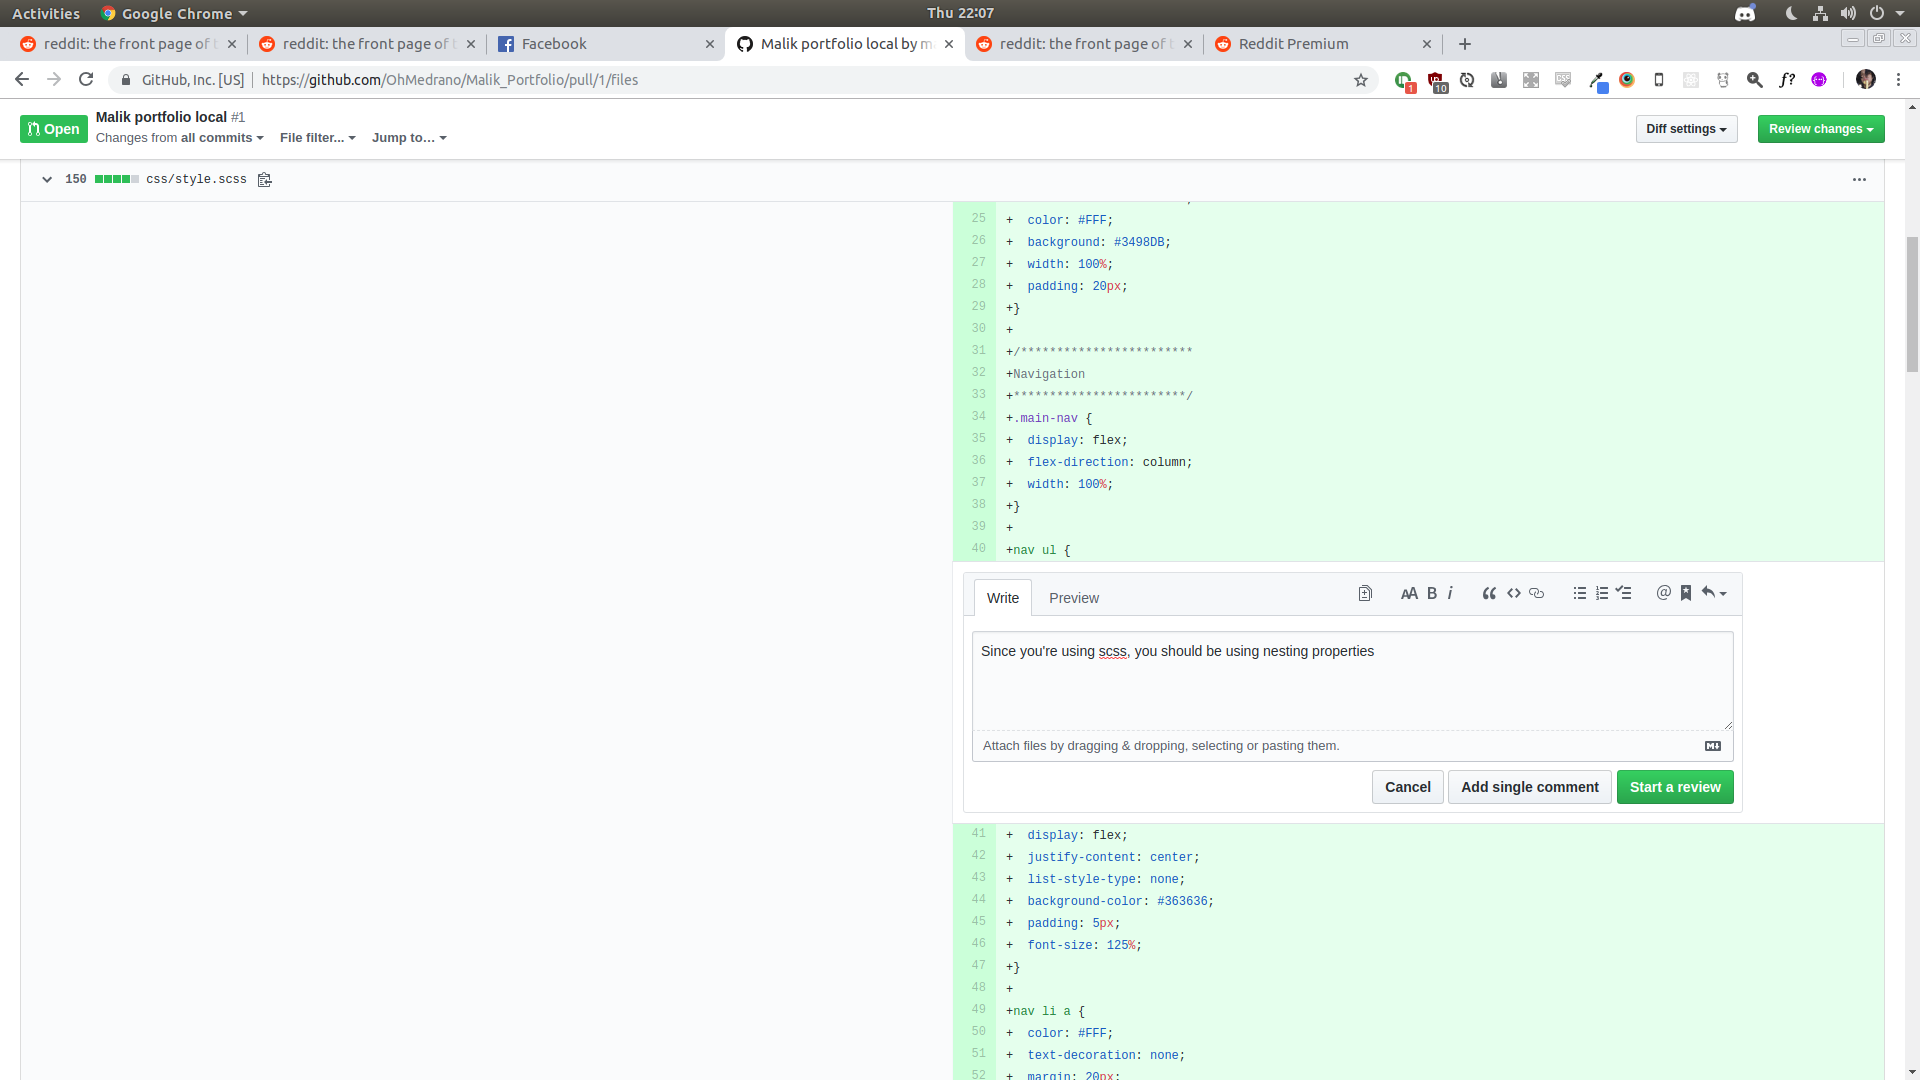 Activities Google Chrome Thu 22:07
reddit: the front page of t reddit: the front page of t Facebook Malik portfolio local by m reddit: the front page of t Reddit Premium
GitHub, Inc. [US] https://github.com/OhMedrano/Malik_Portfolio/pull/1/files 1 10 CSS f?
Open Malik portfolio local #1
Changes from all commits File filter... Jump to... Diff settings Review changes
150 css/style.scss
25 + color: #FFF;
26 + background: #3498DB;
27 + width: 100%;
28 + padding: 20px;
29 +}
30 +
31 +/************************
32 +Navigation
33 +************************/
34 +.main-nav {
35 + display: flex;
36 + flex-direction: column;
37 + width: 100%;
38 +}
39 +
40 +nav ul {
Write Preview AA B i @
Since you're using scss, you should be using nesting properties
Attach files by dragging & dropping, selecting or pasting them.
Cancel Add single comment Start a review
41 + display: flex;
42 + justify-content: center;
43 + list-style-type: none;
44 + background-color: #363636;
45 + padding: 5px;
46 + font-size: 125%;
47 +}
48 +
49 +nav li a {
50 + color: #FFF;
51 + text-decoration: none;
52 + margin: 20px;